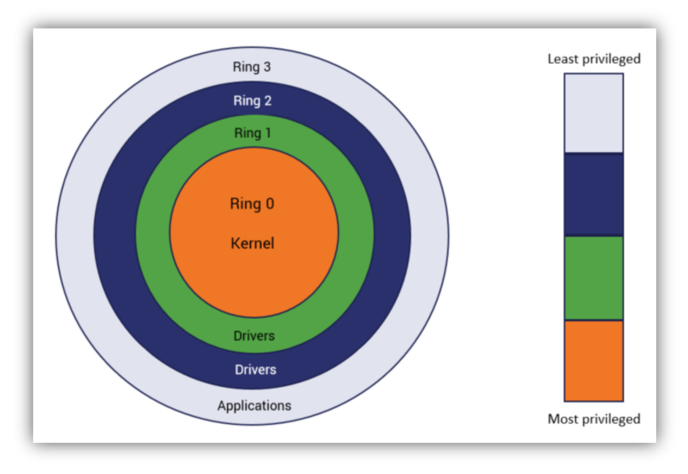 Ring 3
Ring 2
Ring 1
Ring 0
Kernel
Drivers
Drivers
Applications
Least privileged
Most privileged